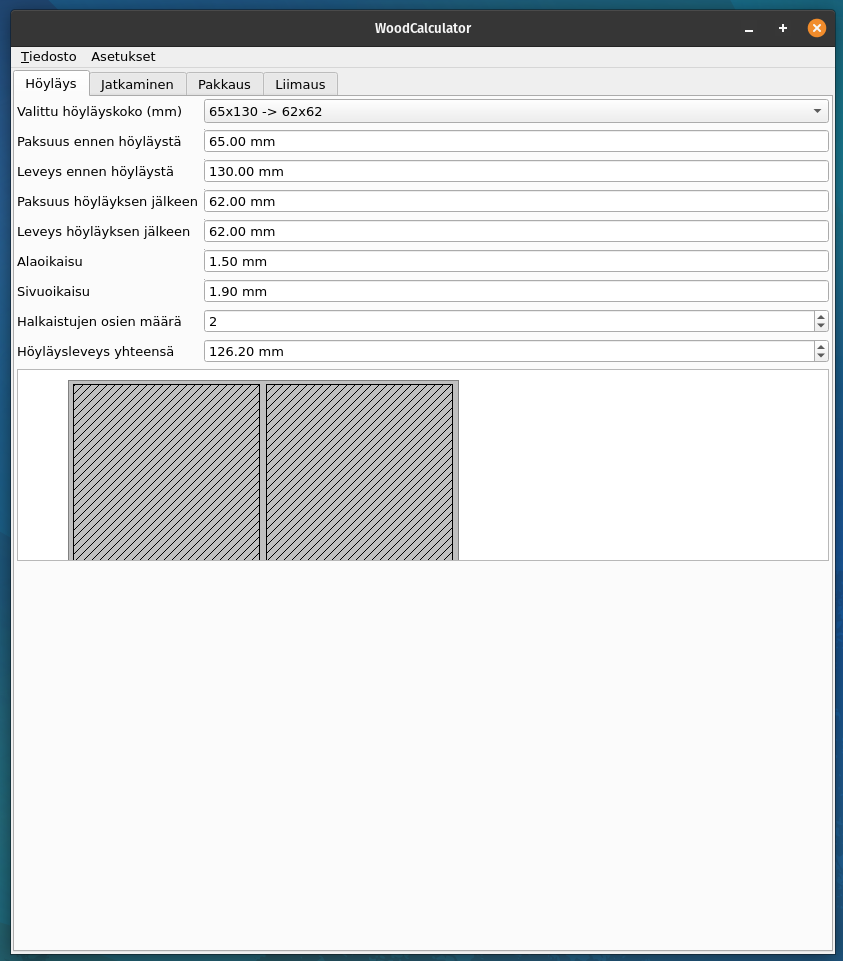 WoodCalculator
Tiedosto Asetukset
Höyläys Jatkaminen Pakkaus Liimaus
Valittu höyläyskoko (mm) 65x130 -> 62x62
Paksuus ennen höyläystä 65.00 mm
Leveys ennen höyläystä 130.00 mm
Paksuus höyläyksen jälkeen 62.00 mm
Leveys höyläyksen jälkeen 62.00 mm
Alaoikaisu 1.50 mm
Sivuoikaisu 1.90 mm
Halkaistujen osien määrä 2
Höyläysleveys yhteensä 126.20 mm